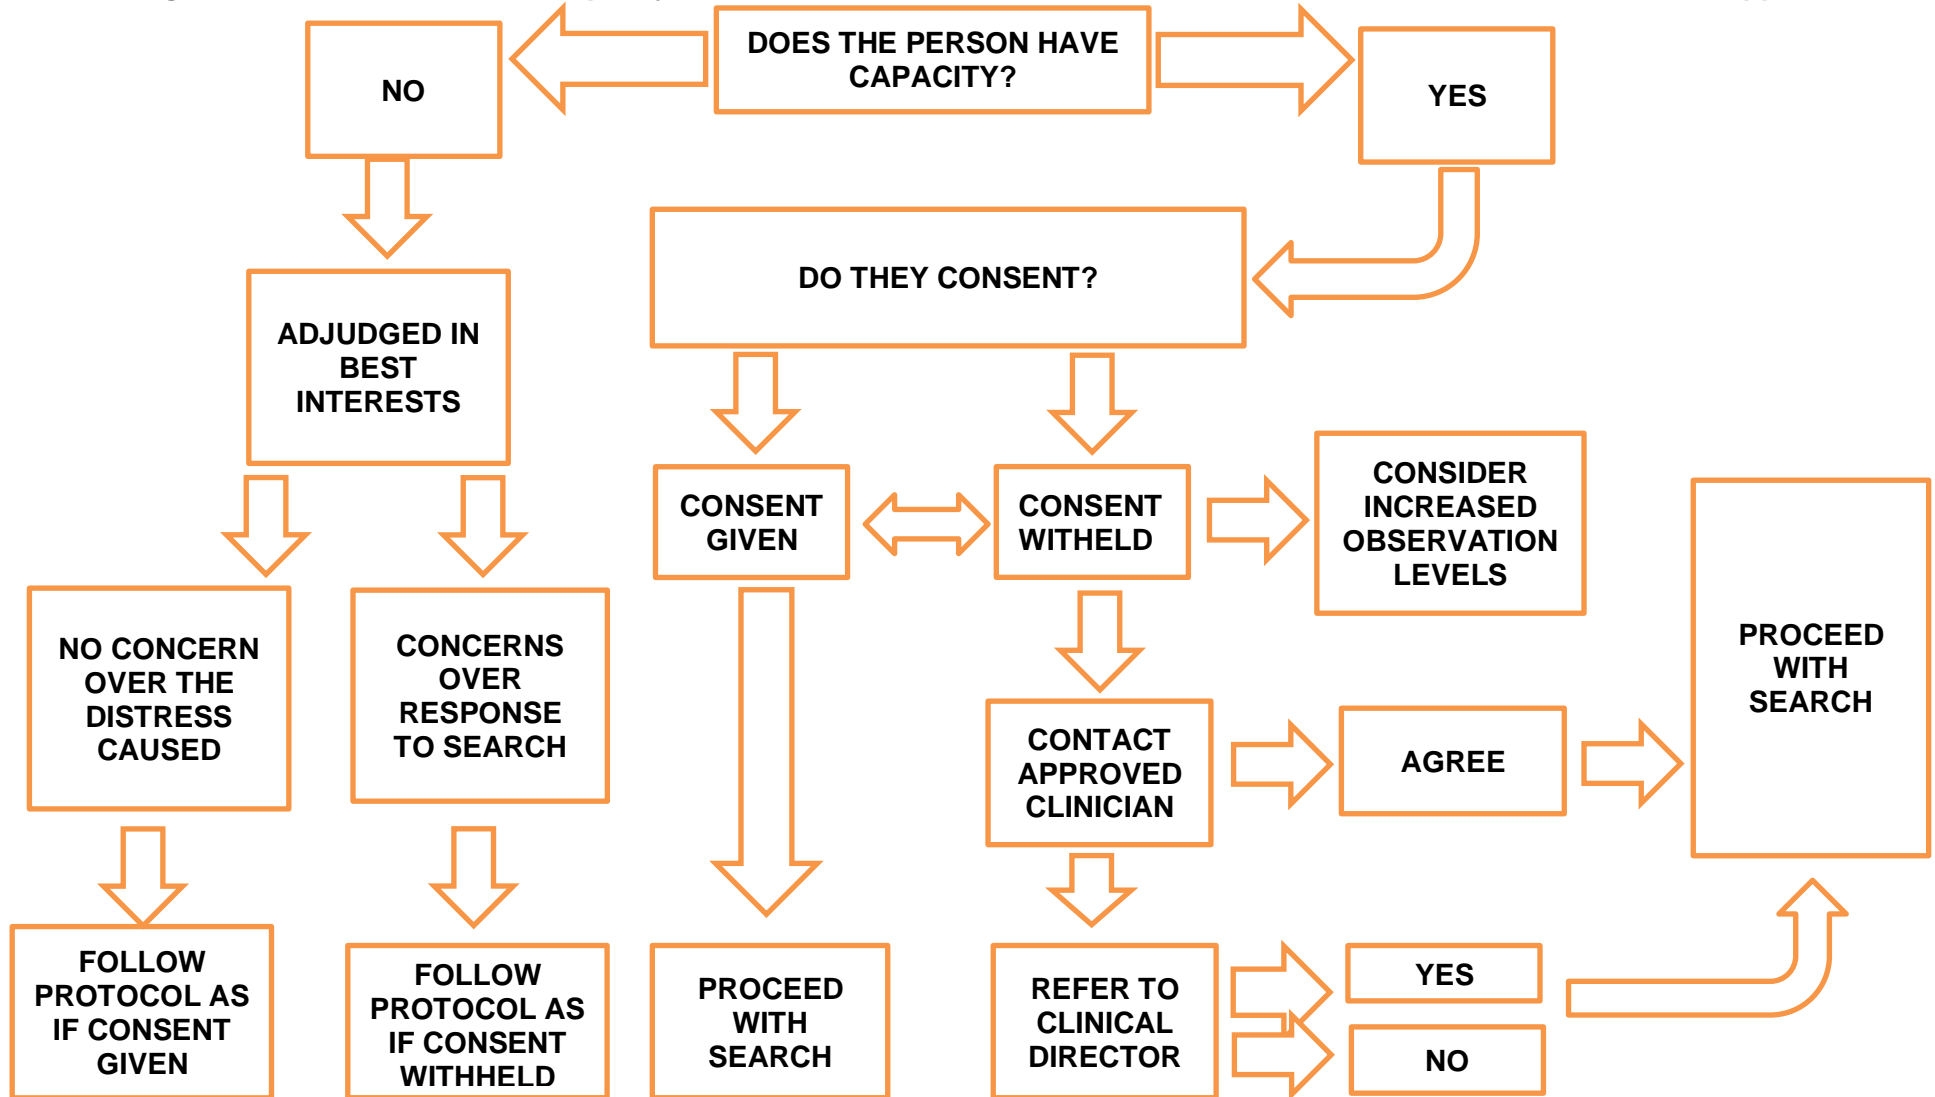 DOES THE PERSON HAVE
CAPACITY?
NO
YES
DO THEY CONSENT?
ADJUDGED IN
BEST
INTERESTS
CONSENT
GIVEN
CONSENT
WITHELD
CONSIDER
INCREASED
OBSERVATION
LEVELS
NO CONCERN
OVER THE
DISTRESS
CAUSED
CONCERNS
OVER
RESPONSE
TO SEARCH
PROCEED
WITH
SEARCH
CONTACT
APPROVED
CLINICIAN
AGREE
FOLLOW
PROTOCOL AS
IF CONSENT
GIVEN
FOLLOW
PROTOCOL AS
IF CONSENT
WITHHELD
PROCEED
WITH
SEARCH
REFER TO
CLINICAL
DIRECTOR
YES
NO